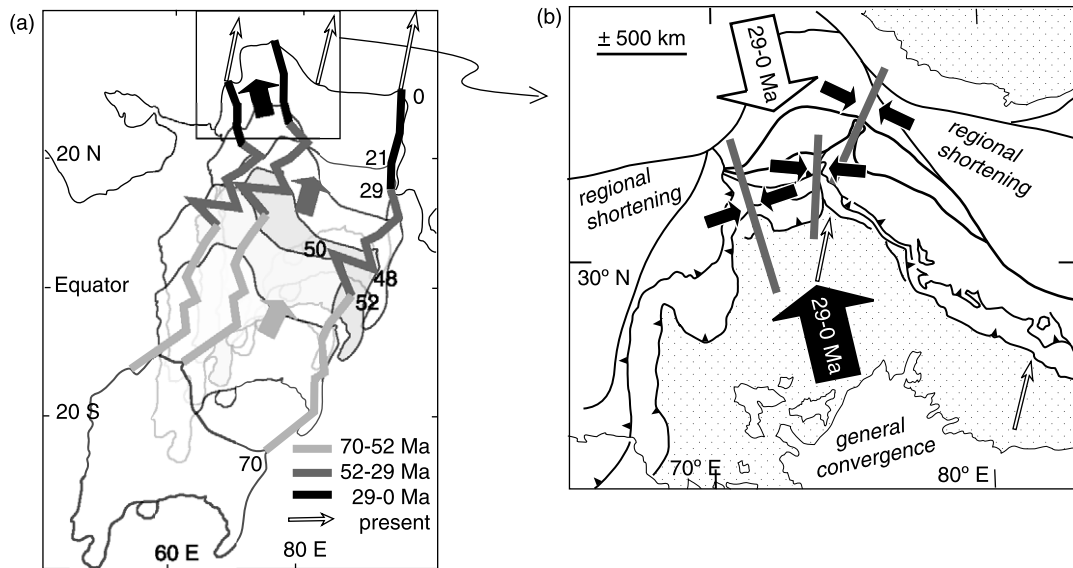 (a)
0
20 N
21
29
50
48
52
Equator
20 S
70
70-52 Ma
52-29 Ma
29-0 Ma
present
60 E
80 E
(b)
± 500 km
29-0 Ma
regional
shortening
regional
shortening
30° N
29-0 Ma
general
convergence
70° E
80° E